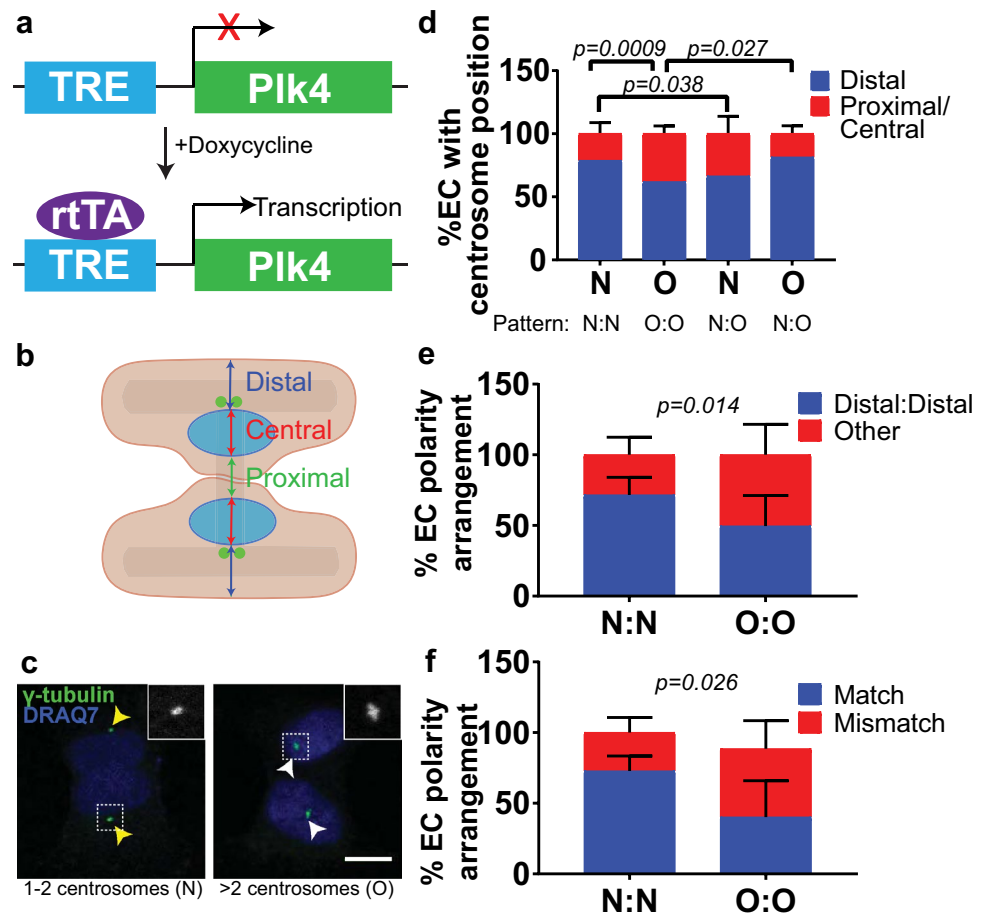 a
X
TRE
Plk4
+Doxycycline
rtTA
Transcription
TRE
Plk4
b
Distal
Central
Proximal
c
γ-tubulin
DRAQ7
1-2 centrosomes (N)
>2 centrosomes (O)
d
%EC with
centrosome position
p=0.0009
p=0.027
p=0.038
150
100
50
0
Distal
Proximal/
Central
N O N O
Pattern: N:N O:O N:O N:O
e
% EC polarity
arrangement
150
100
50
0
p=0.014
Distal:Distal
Other
N:N O:O
f
% EC polarity
arrangement
150
100
50
0
p=0.026
Match
Mismatch
N:N O:O